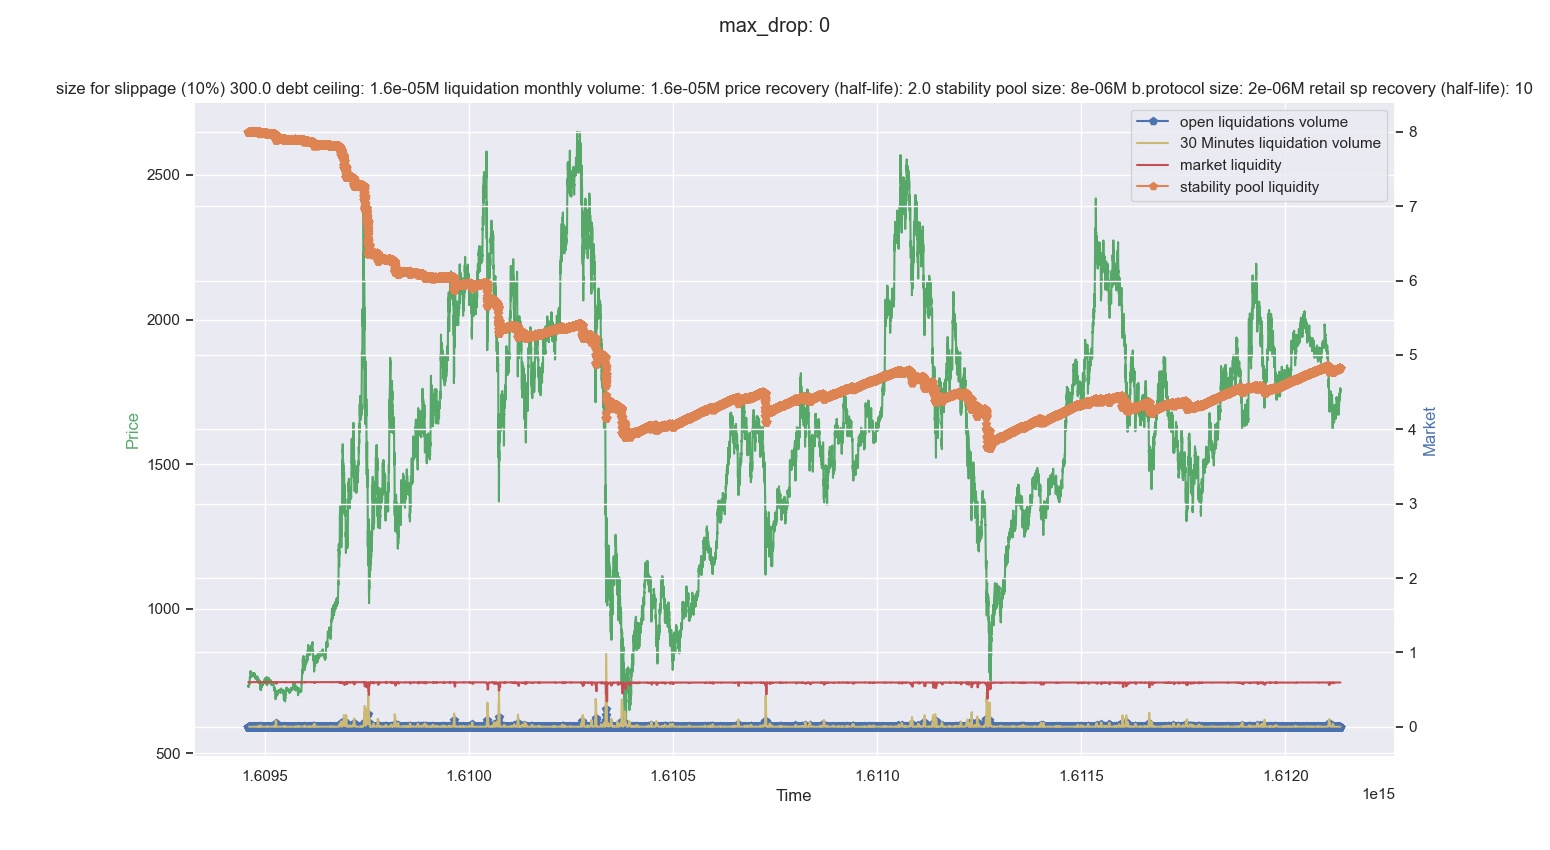 max_drop: 0
size for slippage (10%) 300.0 debt ceiling: 1.6e-05M liquidation monthly volume: 1.6e-05M price recovery (half-life): 2.0 stability pool size: 8e-06M b.protocol size: 2e-06M retail sp recovery (half-life): 10
open liquidations volume
30 Minutes liquidation volume
market liquidity
stability pool liquidity
Price
2500
2000
1500
1000
500
8
7
6
5
4
3
2
1
0
Market
1.6095
1.6100
1.6105
1.6110
1.6115
1.6120
Time
1e15